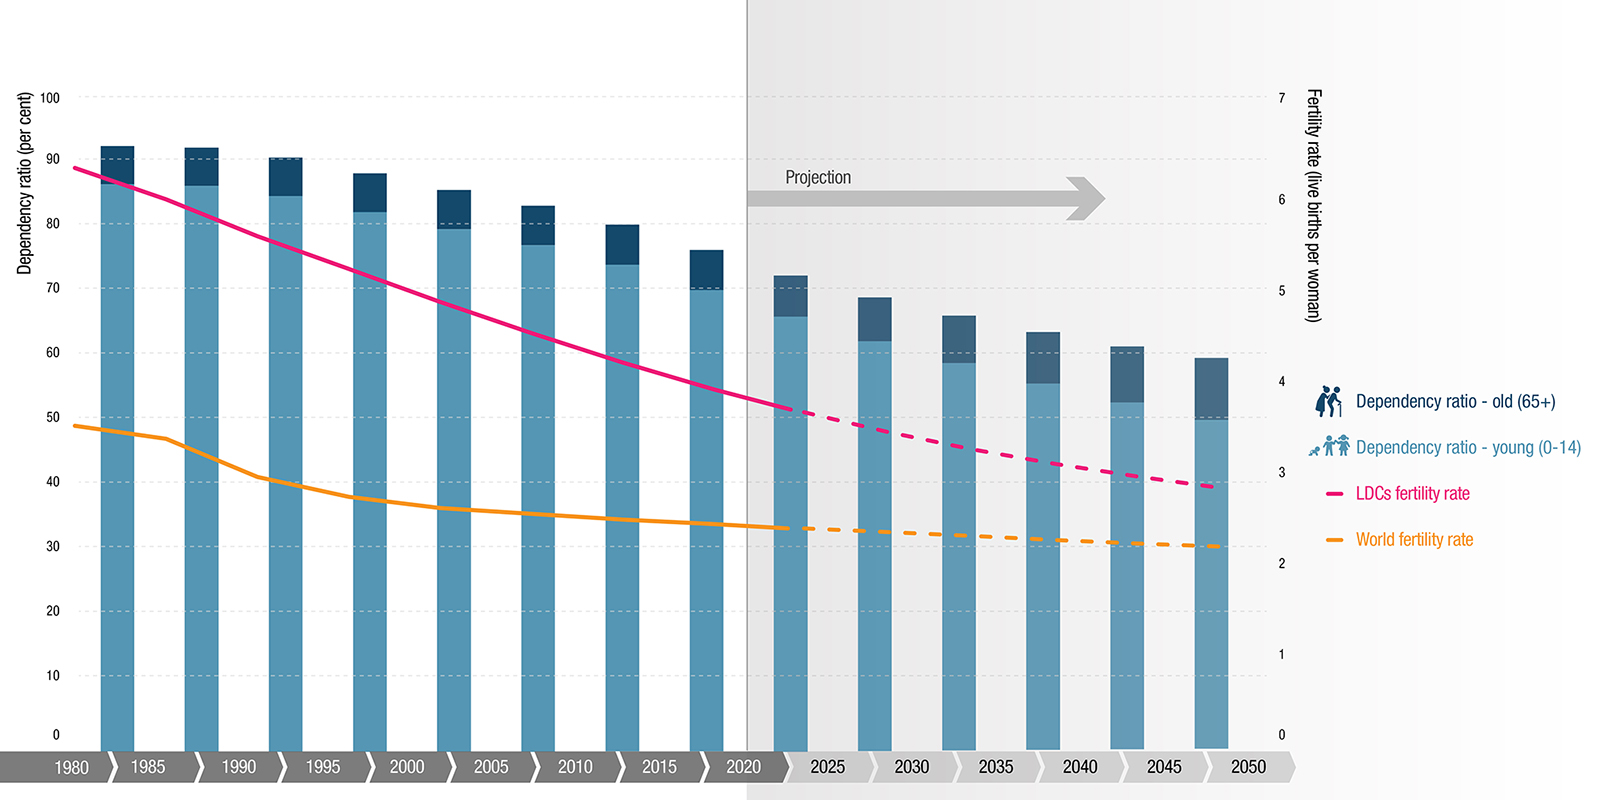 Dependency ratio (per cent)
100
90
80
70
60
50
40
30
20
10
0
Projection
7
6
5
4
3
2
1
0
Fertility rate (live births per woman)
Dependency ratio - old (65+)
Dependency ratio - young (0-14)
LDCs fertility rate
World fertility rate
1980 1985 1990 1995 2000 2005 2010 2015 2020 2025 2030 2035 2040 2045 2050